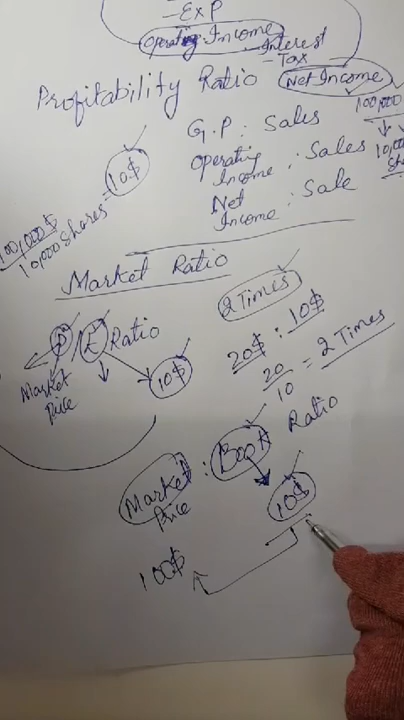 - Exp
Operating Income
- Interest
- Tax
Profitability Ratio
Net Income
100,000
G.P : Sales
Operating Income : Sales
Net Income : Sale
100,000$
10,000 Shares
= 10$
Market Ratio
2 Times
P/E Ratio
20$ : 10$
Market Price
10$
20
10
= 2 Times
Market Price : Book Ratio
10$
100$